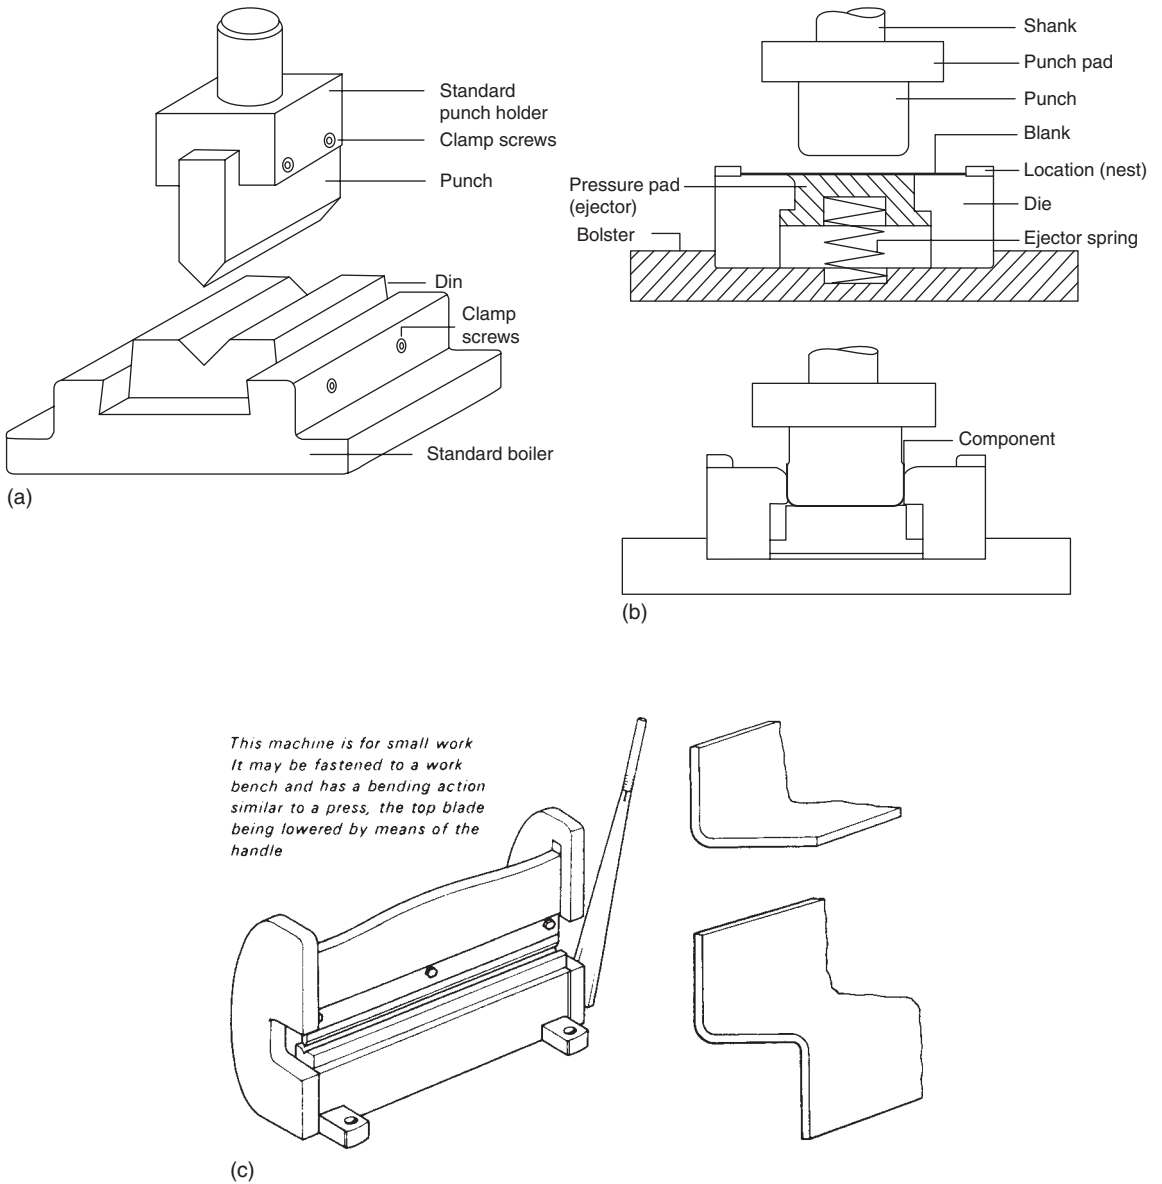 Standard
punch holder
Clamp screws
Punch
Din
Clamp
screws
Standard boiler
(a)
Shank
Punch pad
Punch
Blank
Location (nest)
Pressure pad
(ejector)
Die
Bolster
Ejector spring
Component
(b)
This machine is for small work
It may be fastened to a work
bench and has a bending action
similar to a press, the top blade
being lowered by means of the
handle
(c)